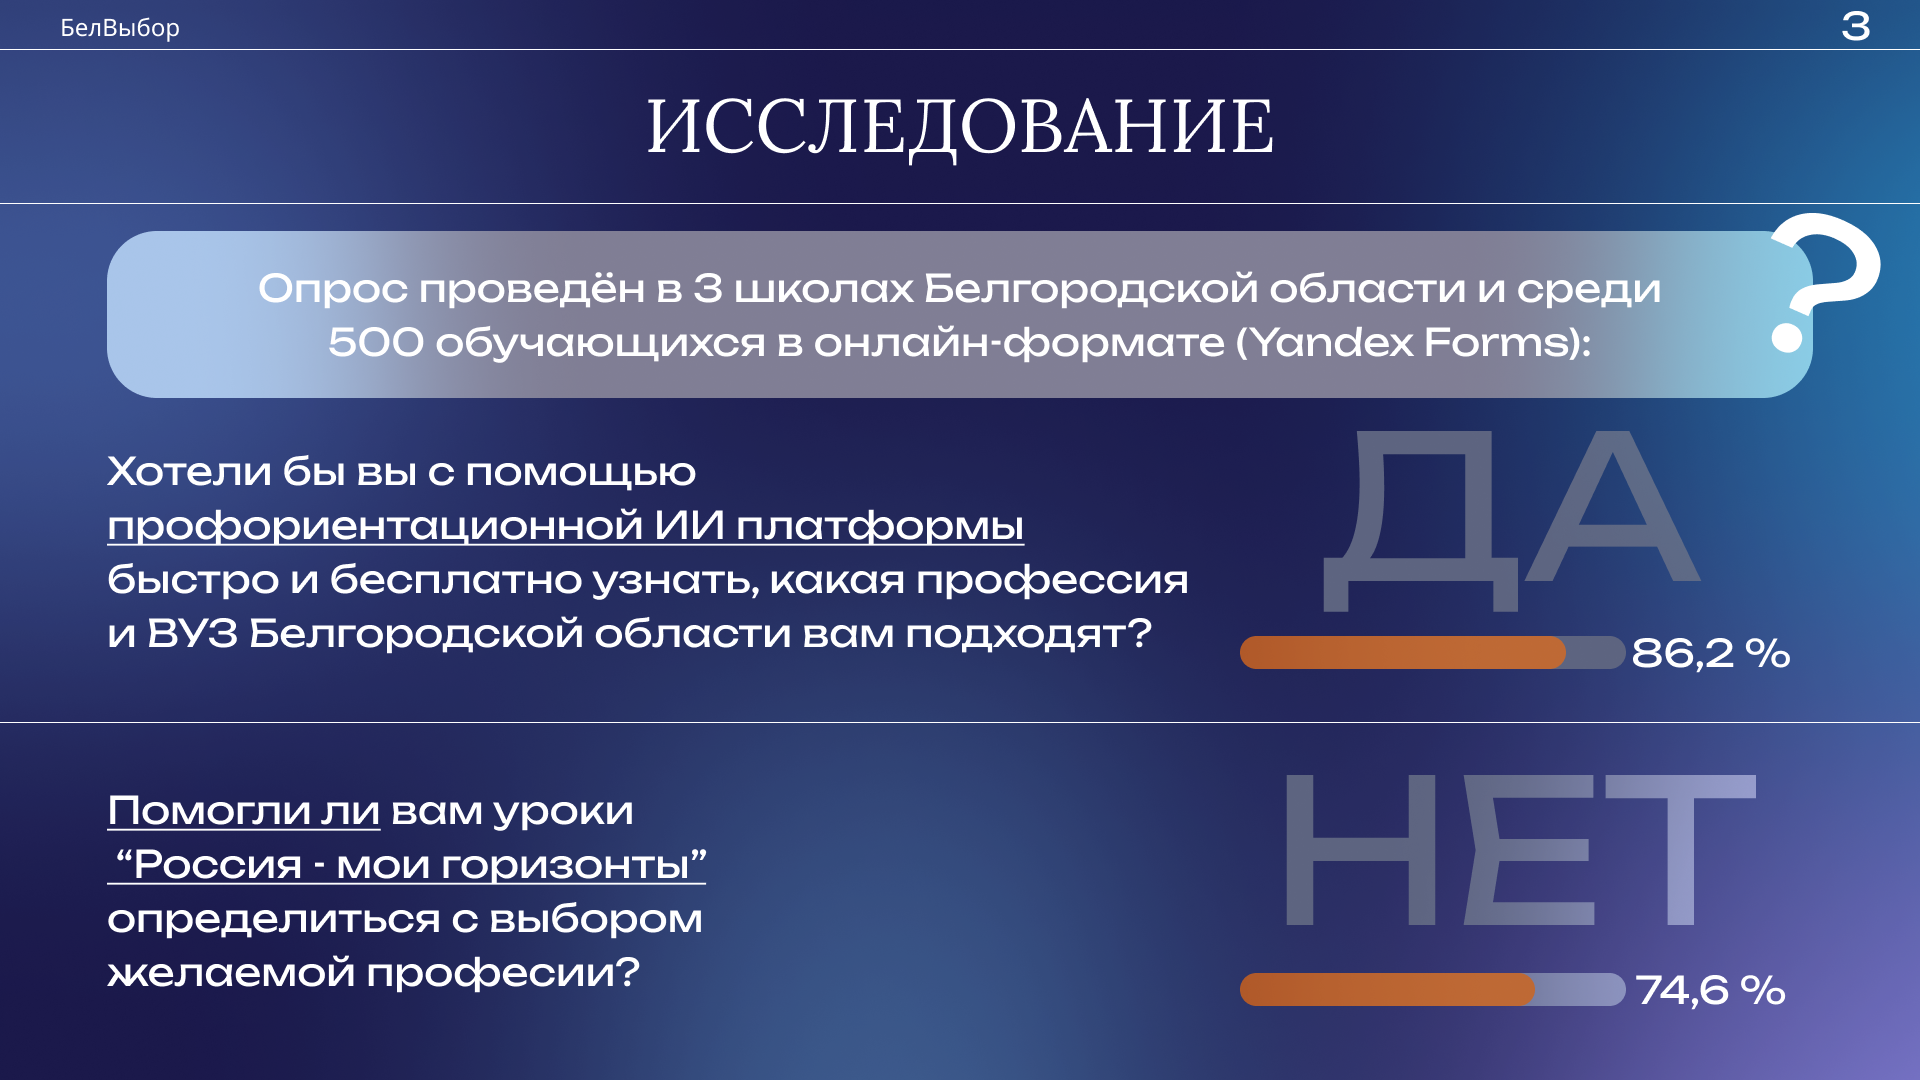 БелВыбор
3
ИССЛЕДОВАНИЕ
Опрос проведён в 3 школах Белгородской области и среди
500 обучающихся в онлайн-формате (Yandex Forms):
?
Хотели бы вы с помощью
профориентационной ИИ платформы
быстро и бесплатно узнать, какая профессия
и ВУЗ Белгородской области вам подходят?
ДА
86,2 %
Помогли ли вам уроки
“Россия - мои горизонты”
определиться с выбором
желаемой професии?
НЕТ
74,6 %